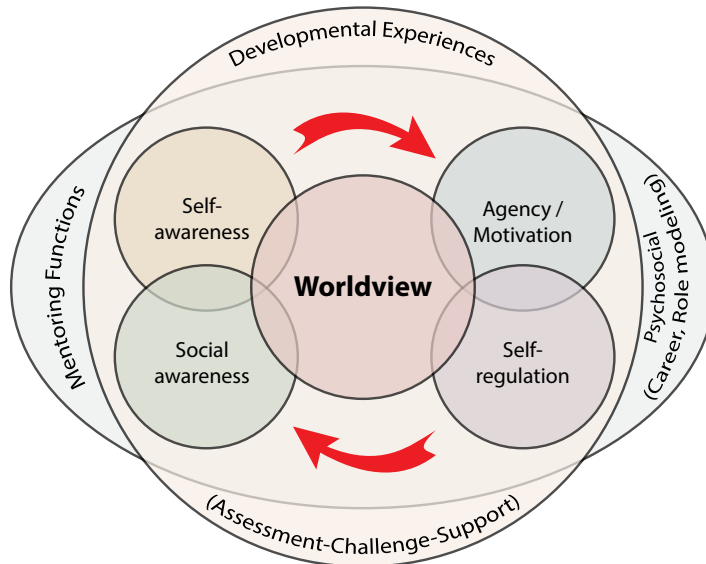 Developmental Experiences
Mentoring Functions
Self-
awareness
Agency /
Motivation
Psychosocial
(Career, Role modeling)
Worldview
Social
awareness
Self-
regulation
(Assessment-Challenge-Support)